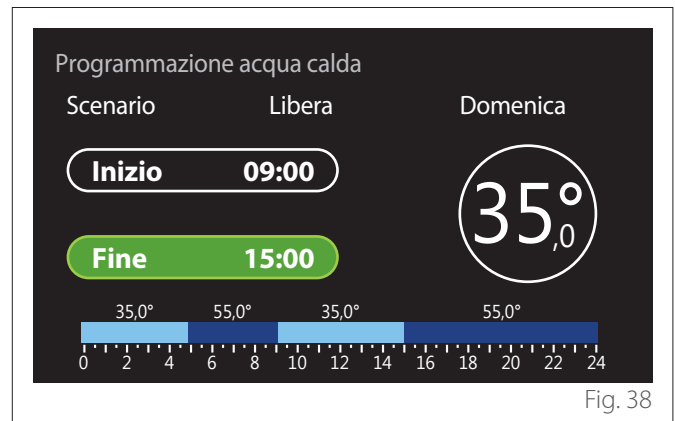 Programmazione acqua calda
Scenario Libera Domenica
Inizio 09:00
35,0°
Fine 15:00
35,0° 55,0° 35,0° 55,0°
0 2 4 6 8 10 12 14 16 18 20 22 24
Fig. 38